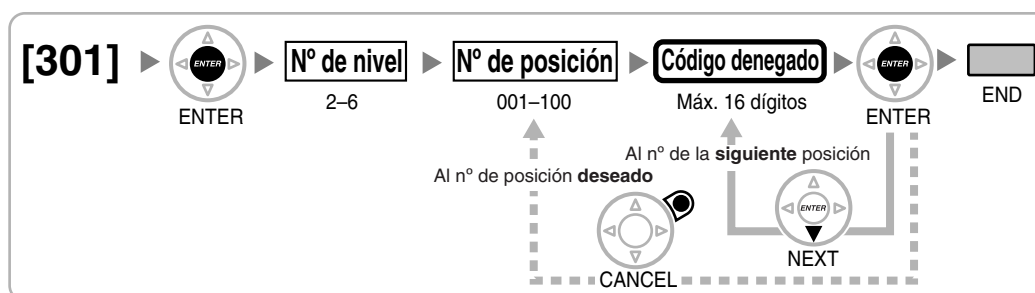 [301]
ENTER
ENTER
Nº de nivel
2–6
Nº de posición
001–100
Código denegado
Máx. 16 dígitos
ENTER
ENTER
END
Al nº de la siguiente posición
Al nº de posición deseado
ENTER
NEXT
CANCEL